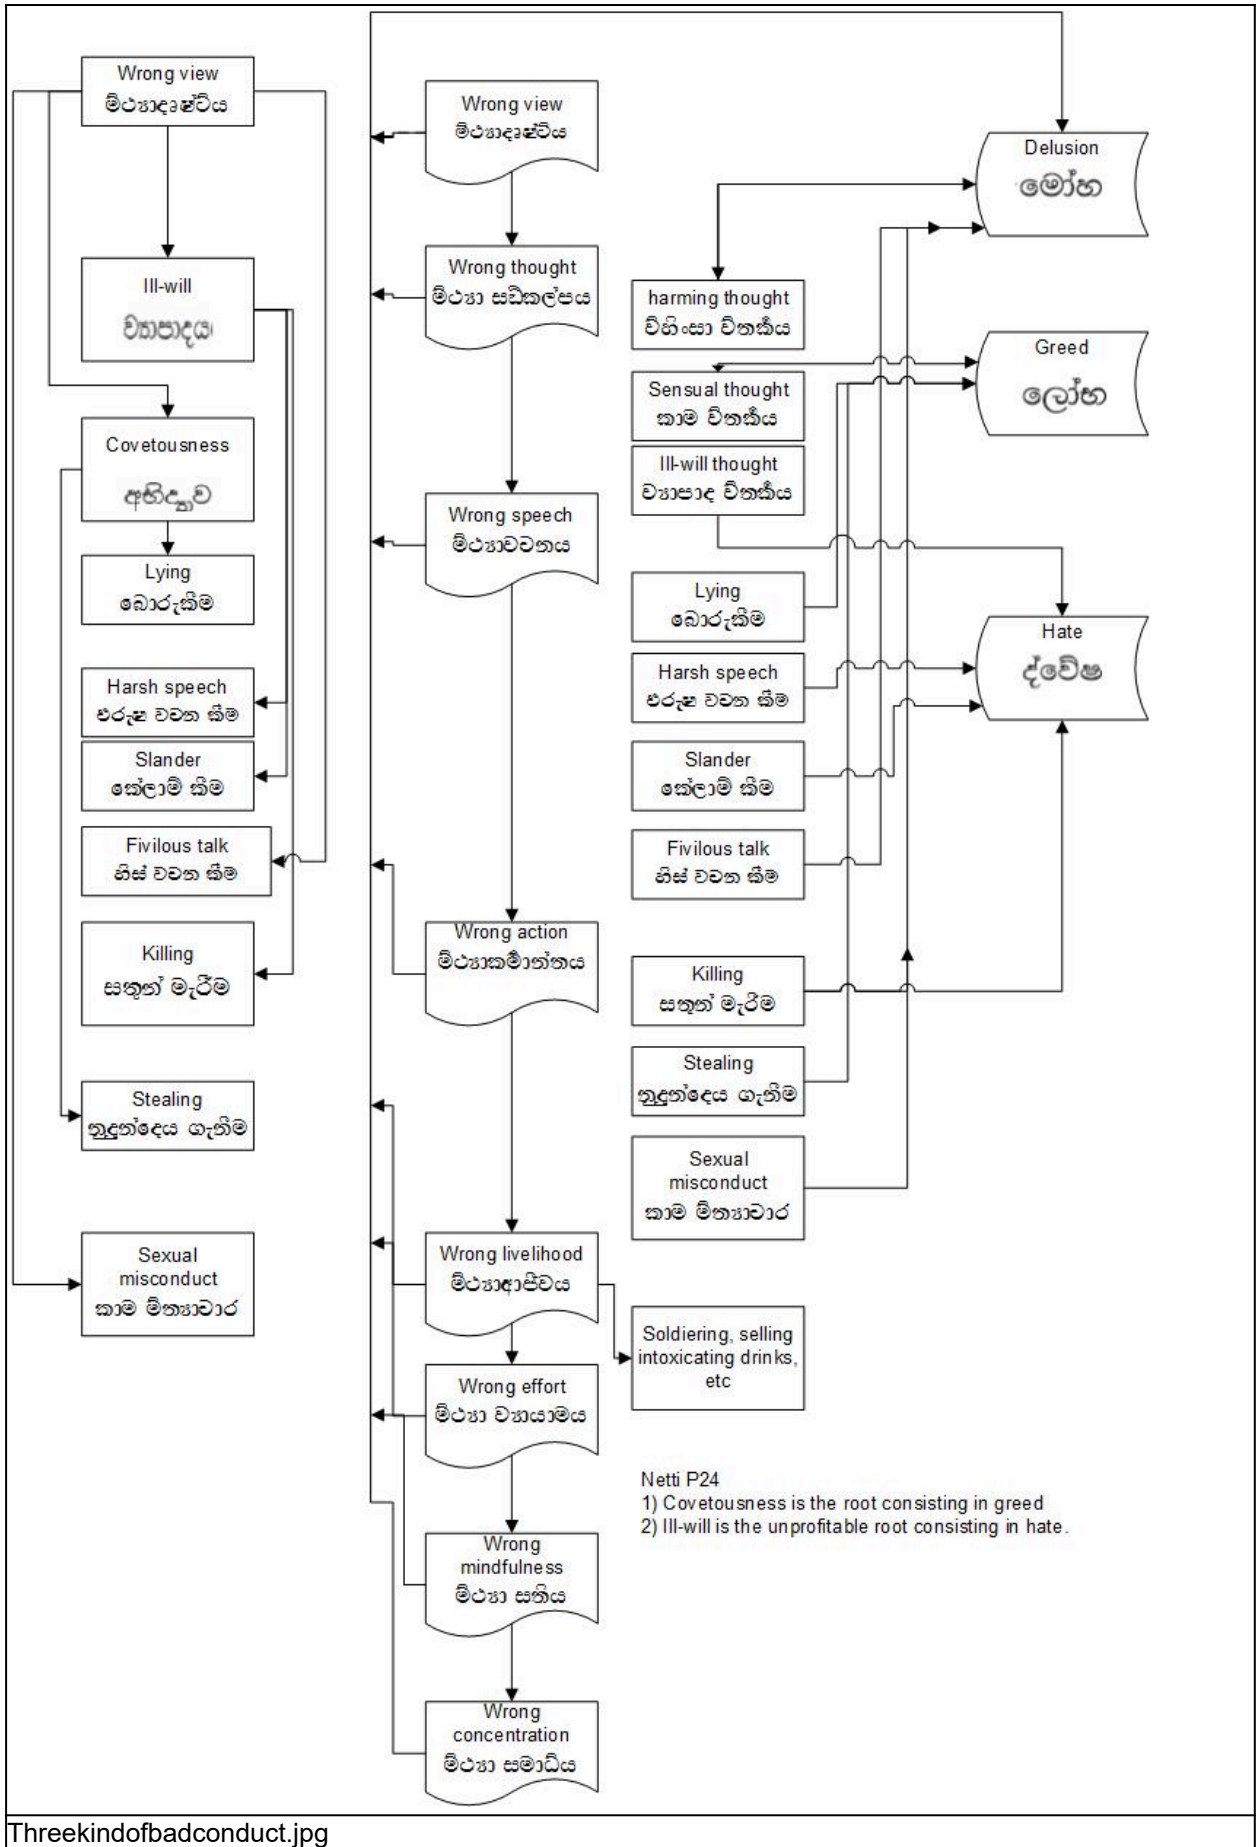 Wrong view
මිථ්‍යාදෘෂ්ටිය
Ill-will
ව්‍යාපාදය
Covetousness
අභිද්‍යාව
Lying
බොරුකීම
Harsh speech
ඵරුෂ වචන කීම
Slander
කේලාම් කීම
Fivilous talk
හිස් වචන කීම
Killing
සතුන් මැරීම
Stealing
නුදුන්දෙය ගැනීම
Sexual
misconduct
කාම මිත්‍යාචාර
Wrong view
මිථ්‍යාදෘෂ්ටිය
Wrong thought
මිථ්‍යා සඩිකල්පය
Wrong speech
මිථ්‍යාවචනය
Wrong action
මිථ්‍යාකර්‍මාන්තය
Wrong livelihood
මිථ්‍යාආජීවය
Wrong effort
මිථ්‍යා ව්‍යායාමය
Wrong
mindfulness
මිථ්‍යා සතිය
Wrong
concentration
මිථ්‍යා සමාධිය
harming thought
විහිංසා විතර්‍කය
Sensual thought
කාම විතර්‍කය
Ill-will thought
ව්‍යාපාද විතර්‍කය
Lying
බොරුකීම
Harsh speech
ඵරුෂ වචන කීම
Slander
කේලාම් කීම
Fivilous talk
හිස් වචන කීම
Killing
සතුන් මැරීම
Stealing
නුදුන්දෙය ගැනීම
Sexual
misconduct
කාම මිත්‍යාචාර
Soldiering, selling
intoxicating drinks,
etc
Delusion
මෝහ
Greed
ලෝභ
Hate
ද්වේෂ
Netti P24
1) Covetousness is the root consisting in greed
2) Ill-will is the unprofitable root consisting in hate.
Threekindofbadconduct.jpg